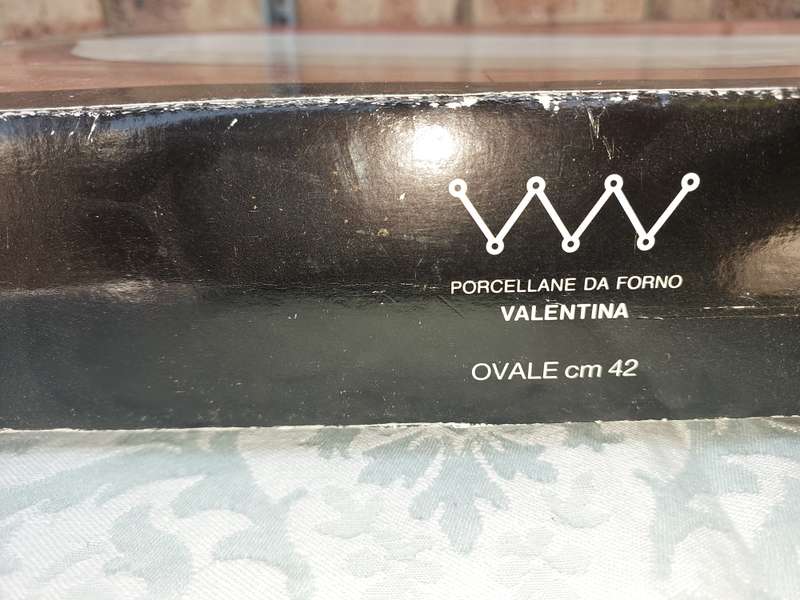 PORCELLANE DA FORNO
VALENTINA
OVALE cm 42